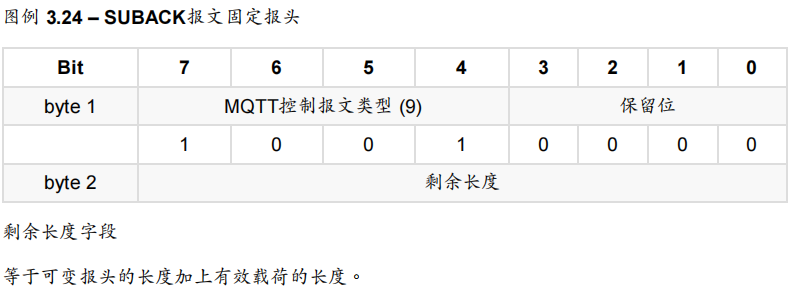 图例 3.24 – SUBACK报文固定报头
Bit 7 6 5 4 3 2 1 0
byte 1 MQTT控制报文类型 (9) 保留位
1 0 0 1 0 0 0 0
byte 2 剩余长度
剩余长度字段
等于可变报头的长度加上有效载荷的长度。